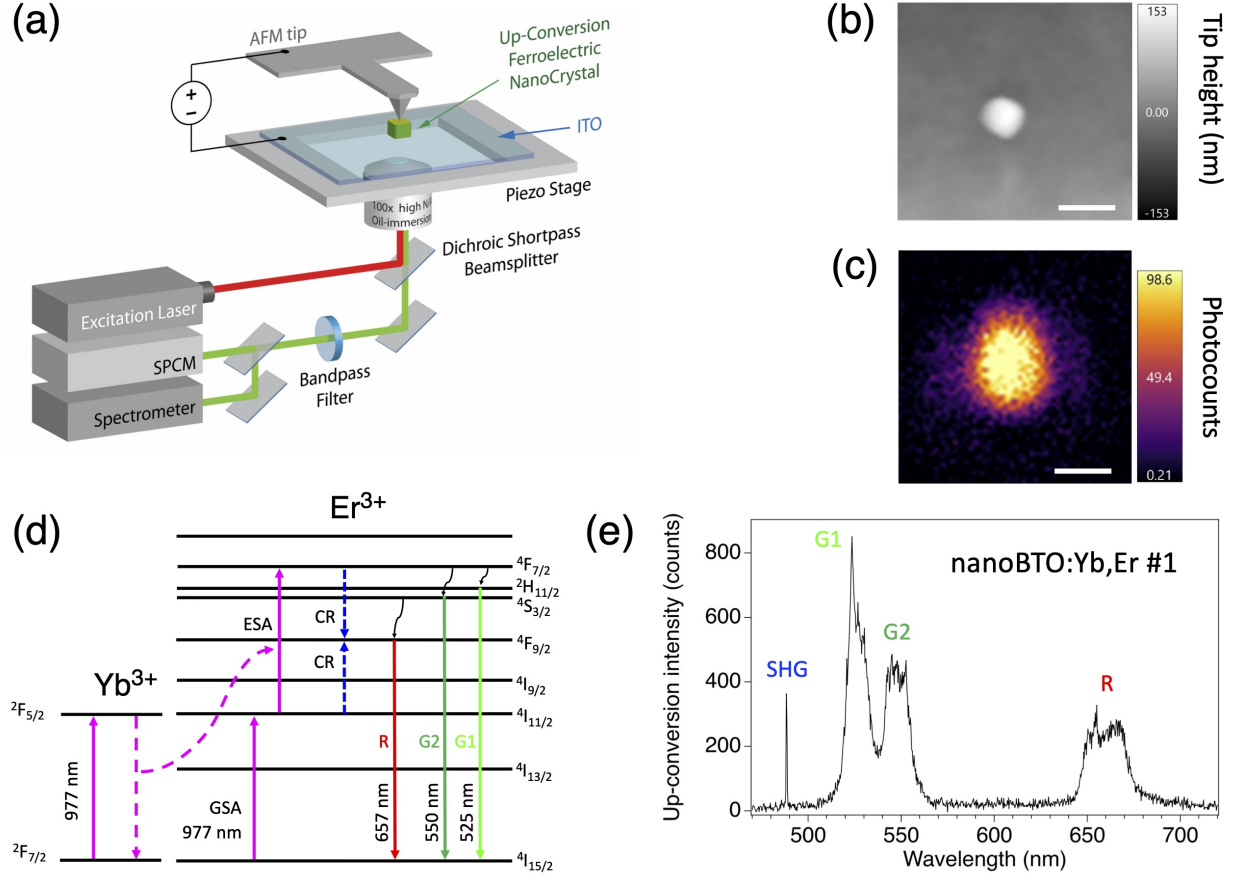 (a)
AFM tip
Up-Conversion
Ferroelectric
NanoCrystal
+
−
ITO
Piezo Stage
100x high N/A
Oil-immersion
Dichroic Shortpass
Beamsplitter
Excitation Laser
SPCM
Spectrometer
Bandpass
Filter
(b)
153
0.00
-153
Tip height (nm)
(c)
98.6
49.4
0.21
Photocounts
(d)
Er3+
Yb3+
4F7/2
2H11/2
4S3/2
4F9/2
4I9/2
4I11/2
4I13/2
4I15/2
2F5/2
2F7/2
ESA
CR
CR
R
G2
G1
977 nm
GSA
977 nm
657 nm
550 nm
525 nm
(e)
Up-conversion intensity (counts)
800
600
400
200
0
G1
nanoBTO:Yb,Er #1
G2
SHG
R
500
550
600
650
700
Wavelength (nm)